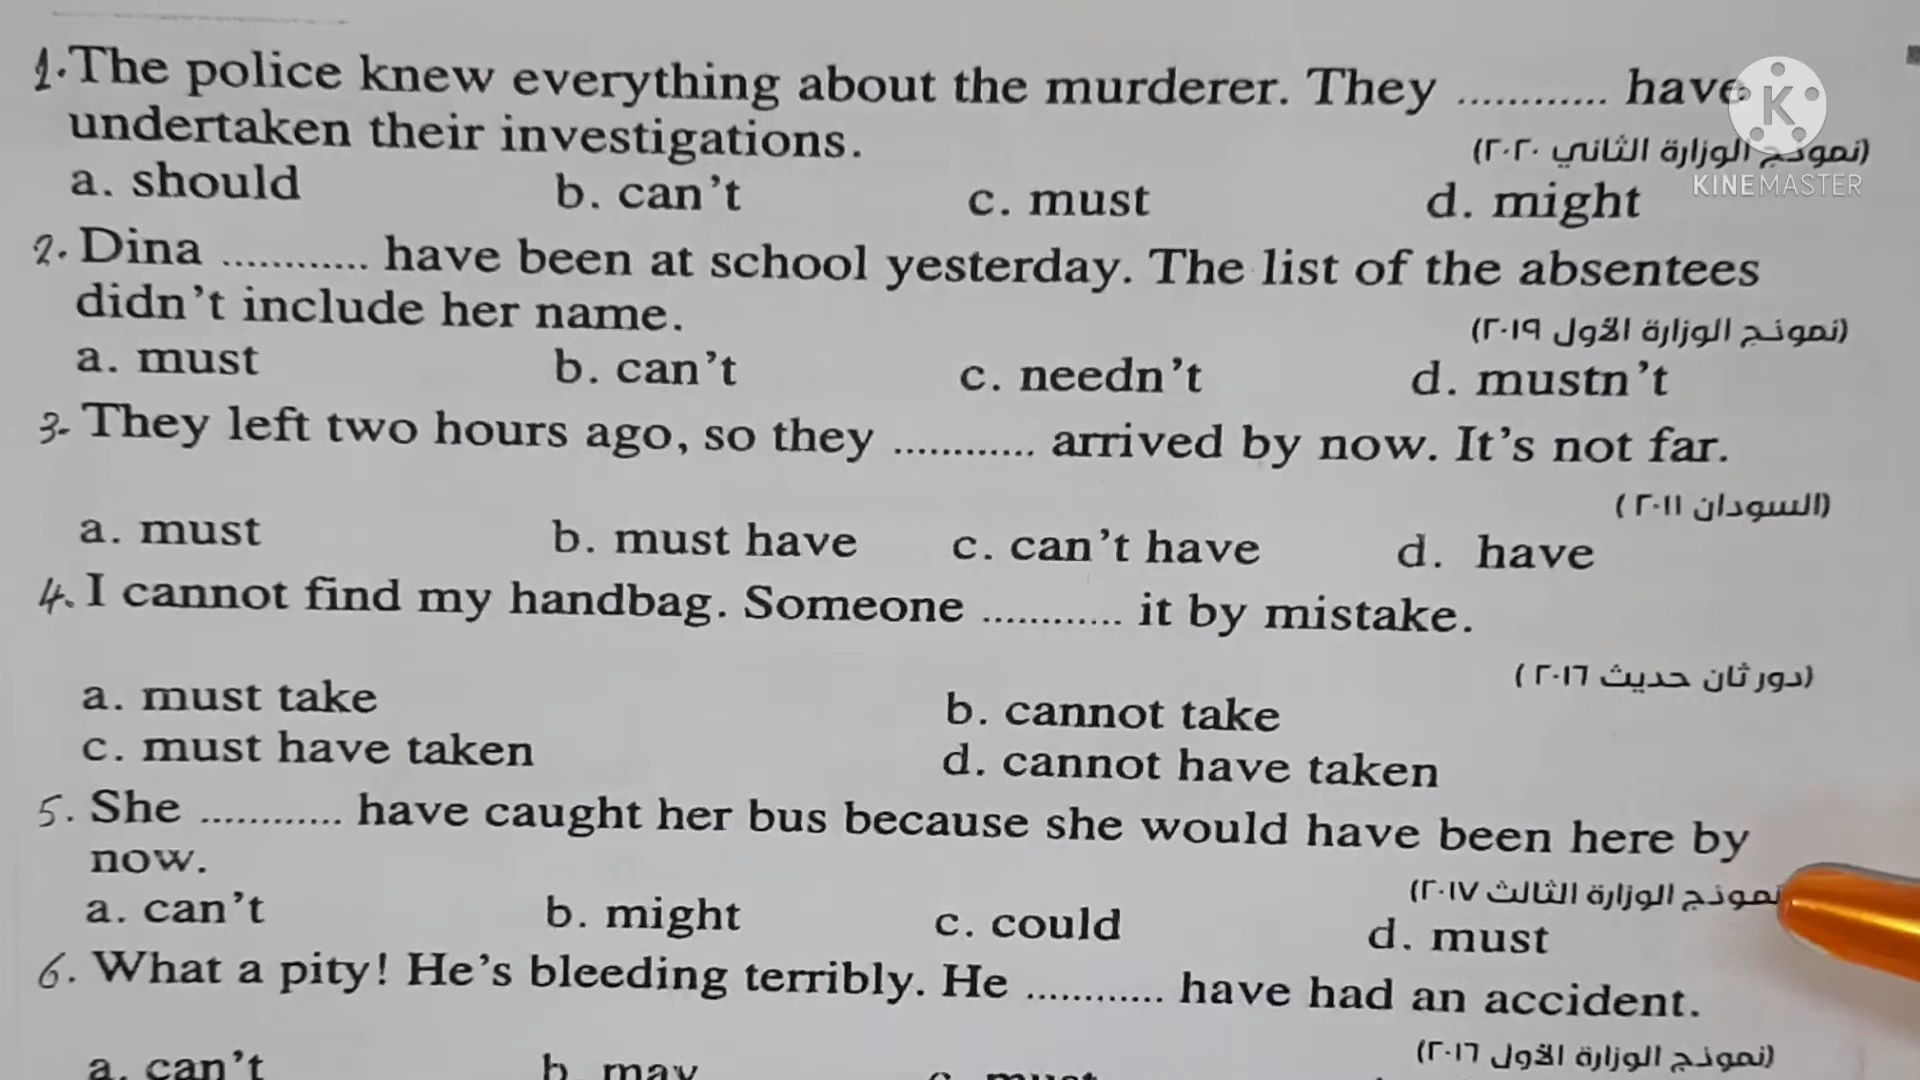 1. The police knew everything about the murderer. They ............ have
undertaken their investigations.
(نموذج الوزارة الثاني ٢٠٢٠)
K
KINEMASTER
a. should b. can't c. must d. might
2. Dina ............ have been at school yesterday. The list of the absentees
didn't include her name.
(نموذج الوزارة الأول ٢٠١٩)
a. must b. can't c. needn't d. mustn't
3- They left two hours ago, so they ............ arrived by now. It's not far.
(السودان ٢٠١١)
a. must b. must have c. can't have d. have
4. I cannot find my handbag. Someone ............ it by mistake.
(دور ثان حديث ٢٠١٦)
a. must take b. cannot take
c. must have taken d. cannot have taken
5. She ............ have caught her bus because she would have been here by
now.
نموذج الوزارة الثالث ٢٠١٧)
a. can't b. might c. could d. must
6. What a pity! He's bleeding terribly. He ............ have had an accident.
(نموذج الوزارة الأول ٢٠١٦)
a. can't b. may c. must